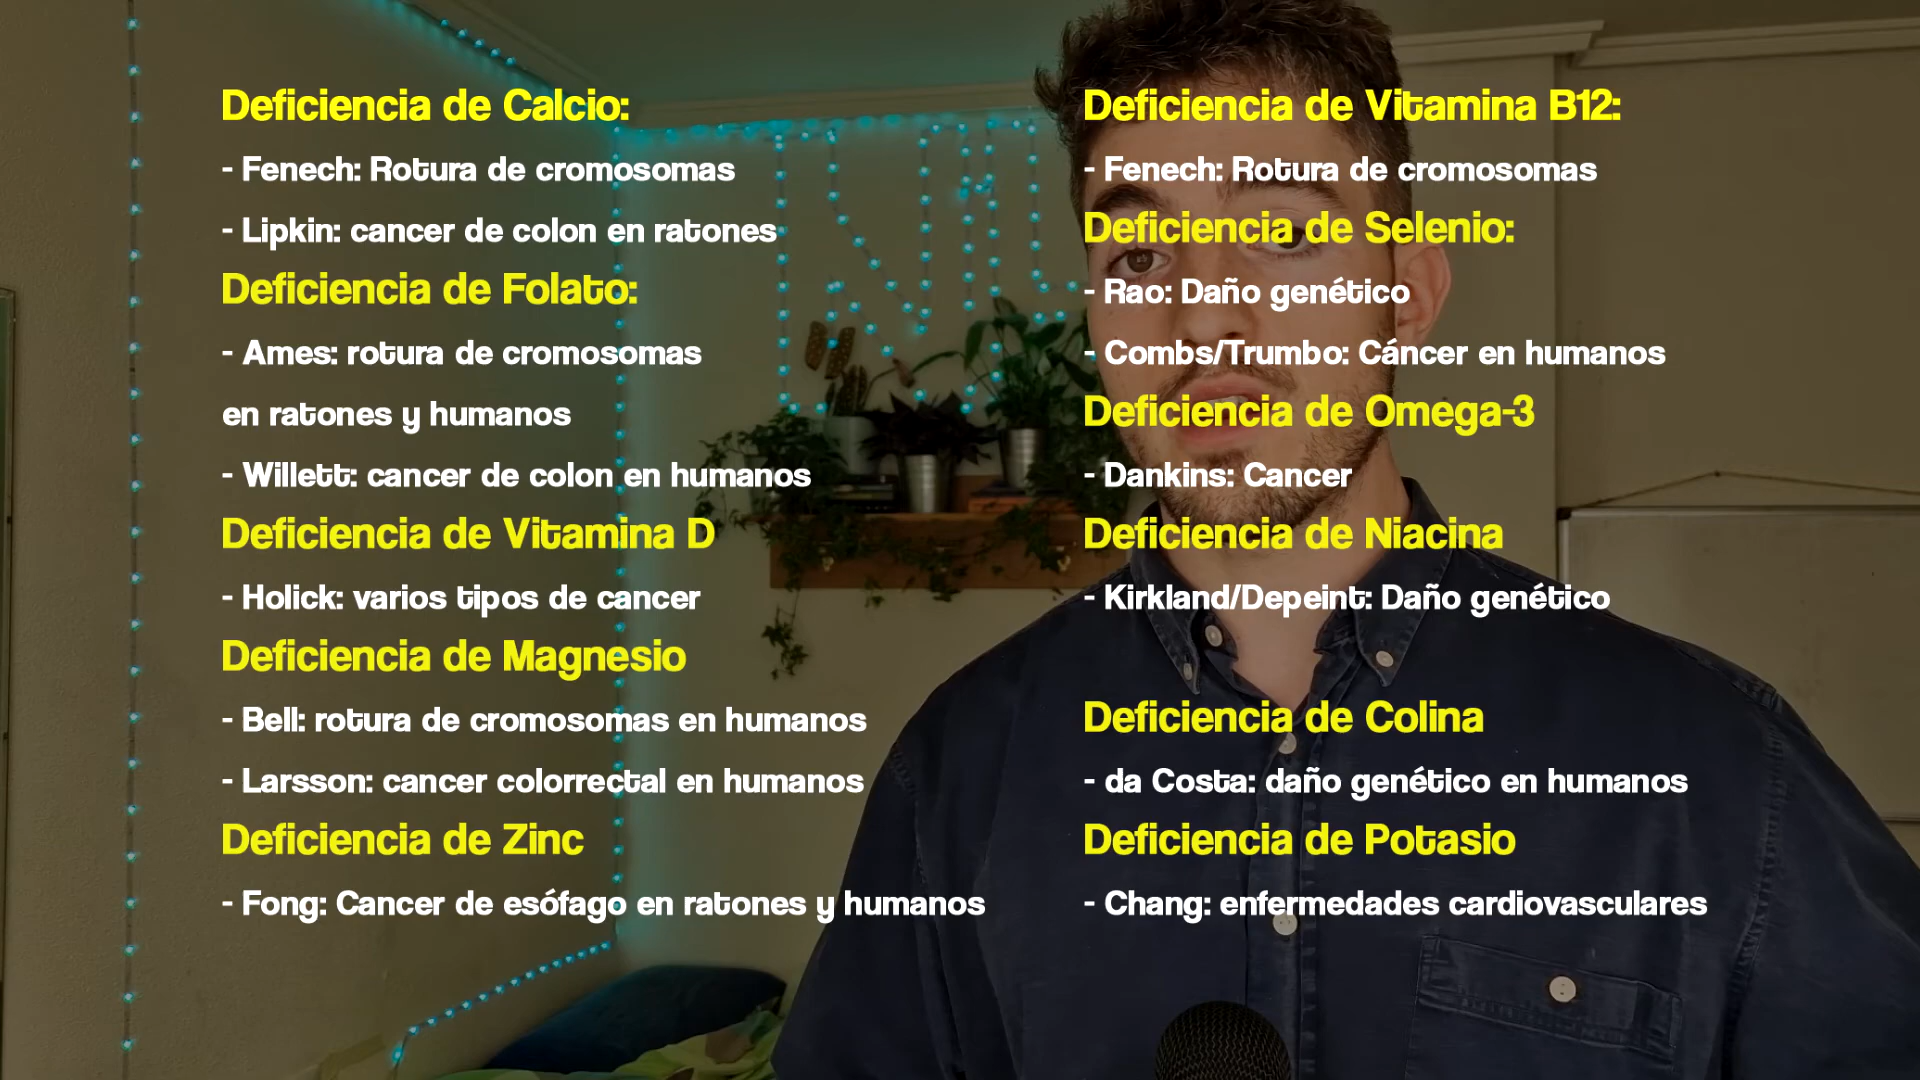 Deficiencia de Calcio:
- Fenech: Rotura de cromosomas
- Lipkin: cancer de colon en ratones
Deficiencia de Folato:
- Ames: rotura de cromosomas
en ratones y humanos
- Willett: cancer de colon en humanos
Deficiencia de Vitamina D
- Holick: varios tipos de cancer
Deficiencia de Magnesio
- Bell: rotura de cromosomas en humanos
- Larsson: cancer colorrectal en humanos
Deficiencia de Zinc
- Fong: Cancer de esófago en ratones y humanos
Deficiencia de Vitamina B12:
- Fenech: Rotura de cromosomas
Deficiencia de Selenio:
- Rao: Daño genético
- Combs/Trumbo: Cáncer en humanos
Deficiencia de Omega-3
- Dankins: Cancer
Deficiencia de Niacina
- Kirkland/Depeint: Daño genético
Deficiencia de Colina
- da Costa: daño genético en humanos
Deficiencia de Potasio
- Chang: enfermedades cardiovasculares